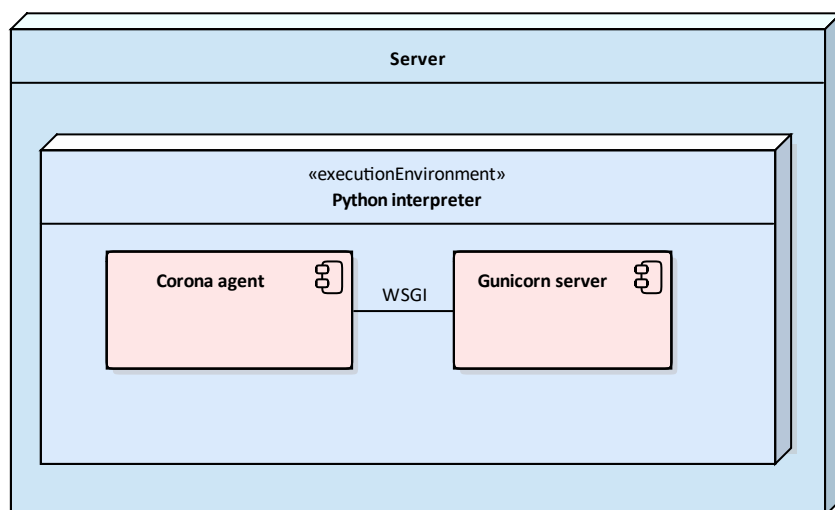 Server
«executionEnvironment»
Python interpreter
Corona agent
WSGI
Gunicorn server